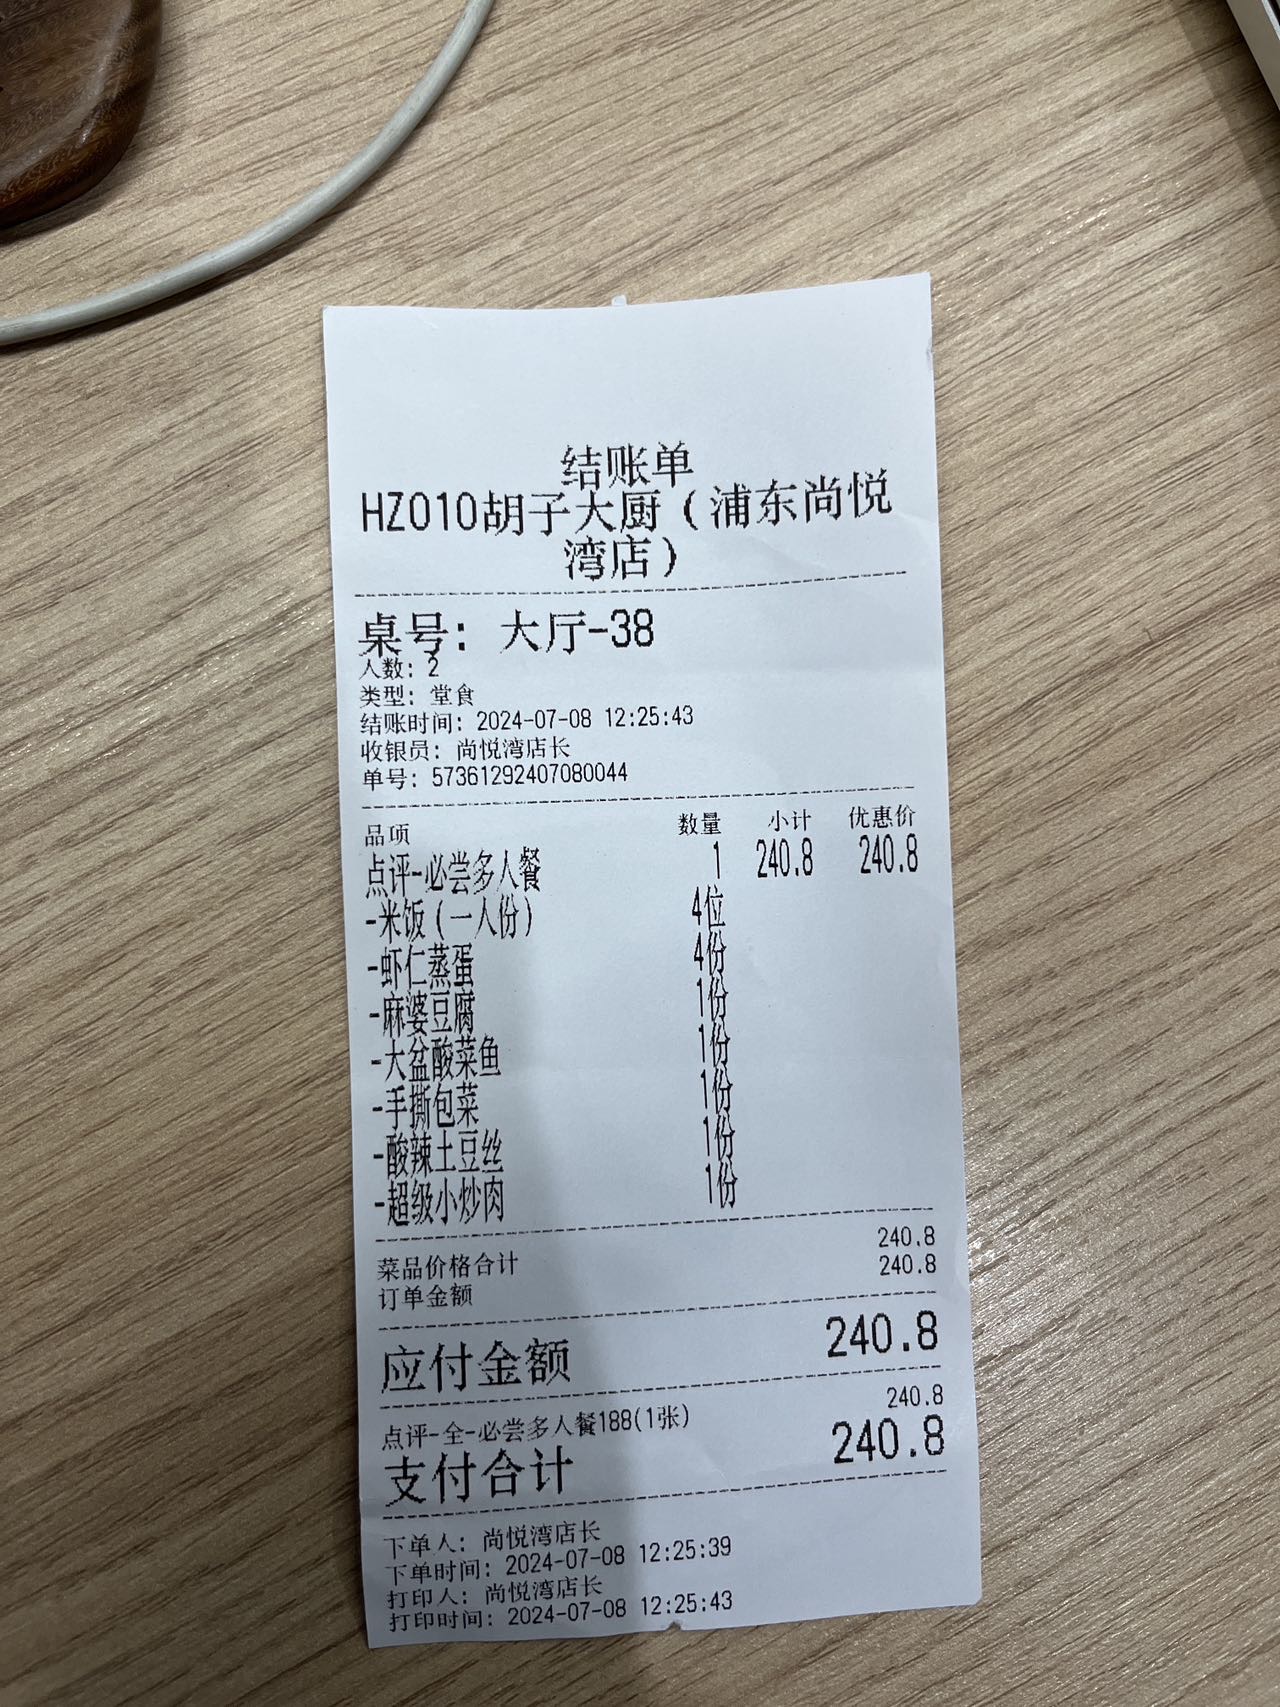 结账单
HZ010胡子大厨（浦东尚悦
湾店）
桌号：大厅-38
人数：2
类型：堂食
结账时间：2024-07-08 12:25:43
收银员：尚悦湾店长
单号：57361292407080044
品项 数量 小计 优惠价
点评-必尝多人餐 1 240.8 240.8
-米饭（一人份） 4位
-虾仁蒸蛋 4份
-麻婆豆腐 1份
-大盆酸菜鱼 1份
-手撕包菜 1份
-酸辣土豆丝 1份
-超级小炒肉 1份
菜品价格合计 240.8
订单金额 240.8
应付金额 240.8
点评-全-必尝多人餐188(1张) 240.8
支付合计 240.8
下单人：尚悦湾店长
下单时间：2024-07-08 12:25:39
打印人：尚悦湾店长
打印时间：2024-07-08 12:25:43